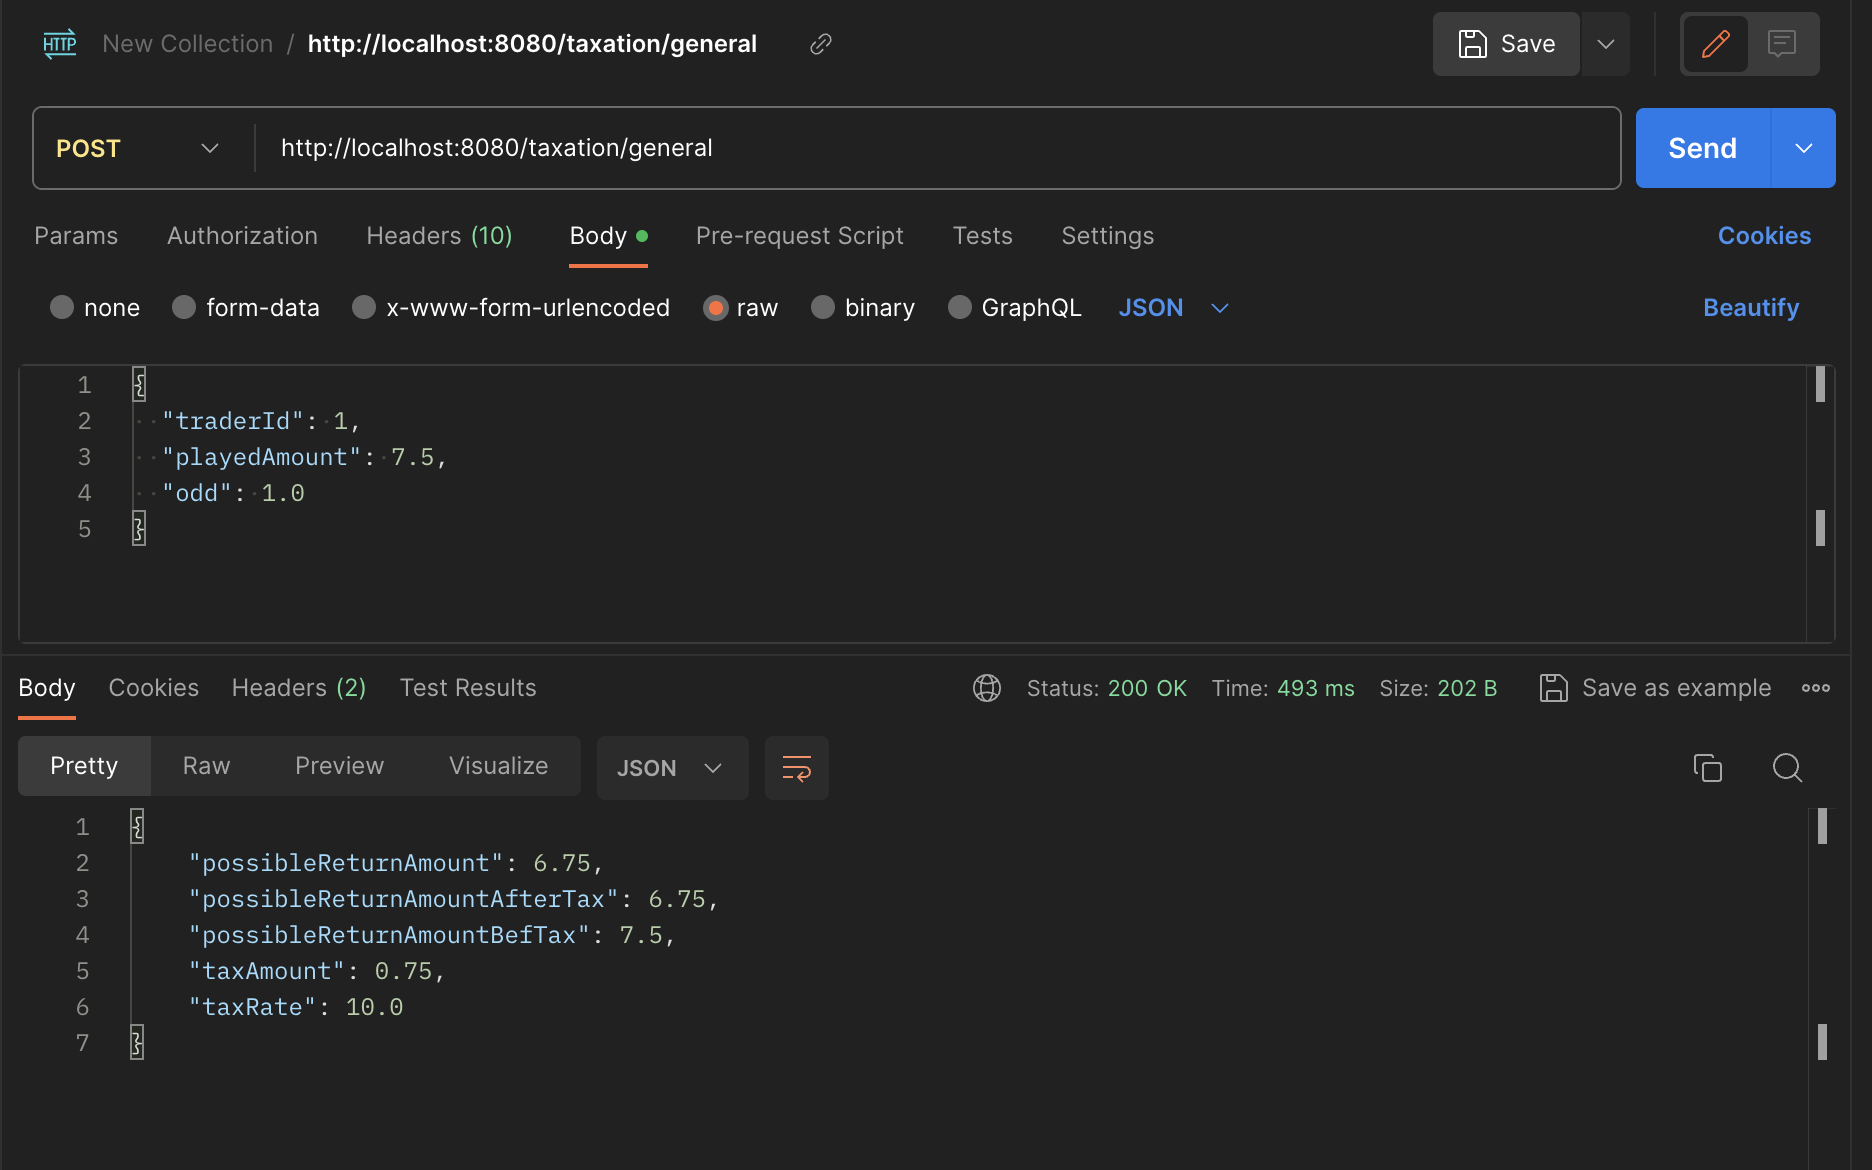 HTTP New Collection / http://localhost:8080/taxation/general Save
POST http://localhost:8080/taxation/general Send
Params Authorization Headers (10) Body Pre-request Script Tests Settings Cookies
none form-data x-www-form-urlencoded raw binary GraphQL JSON Beautify
1 {
2 "traderId": 1,
3 "playedAmount": 7.5,
4 "odd": 1.0
5 }
Body Cookies Headers (2) Test Results Status: 200 OK Time: 493 ms Size: 202 B Save as example
Pretty Raw Preview Visualize JSON
1 {
2 "possibleReturnAmount": 6.75,
3 "possibleReturnAmountAfterTax": 6.75,
4 "possibleReturnAmountBefTax": 7.5,
5 "taxAmount": 0.75,
6 "taxRate": 10.0
7 }